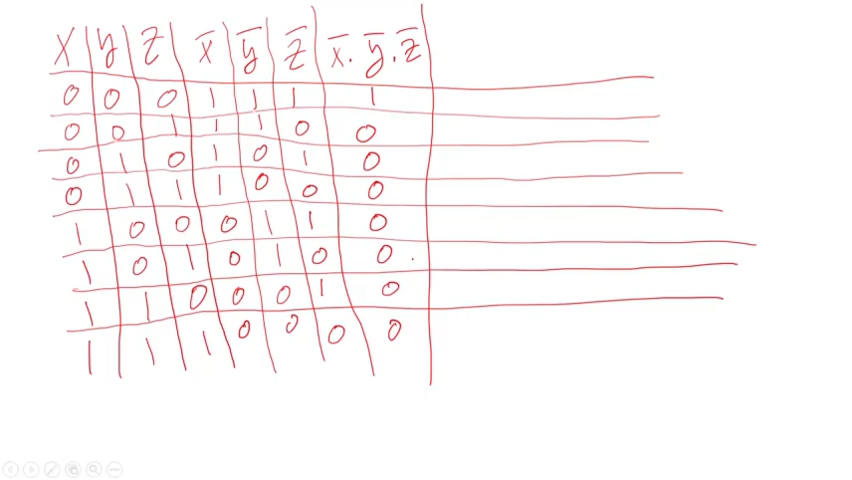 x y z x̅ y̅ z̅ x̅ . y̅ . z̅
0 0 0 1 1 1 1
0 0 1 1 1 0 0
0 1 0 1 0 1 0
0 1 1 1 0 0 0
1 0 0 0 1 1 0
1 0 1 0 1 0 0 .
1 1 0 0 0 1 0
1 1 1 0 0 0 0